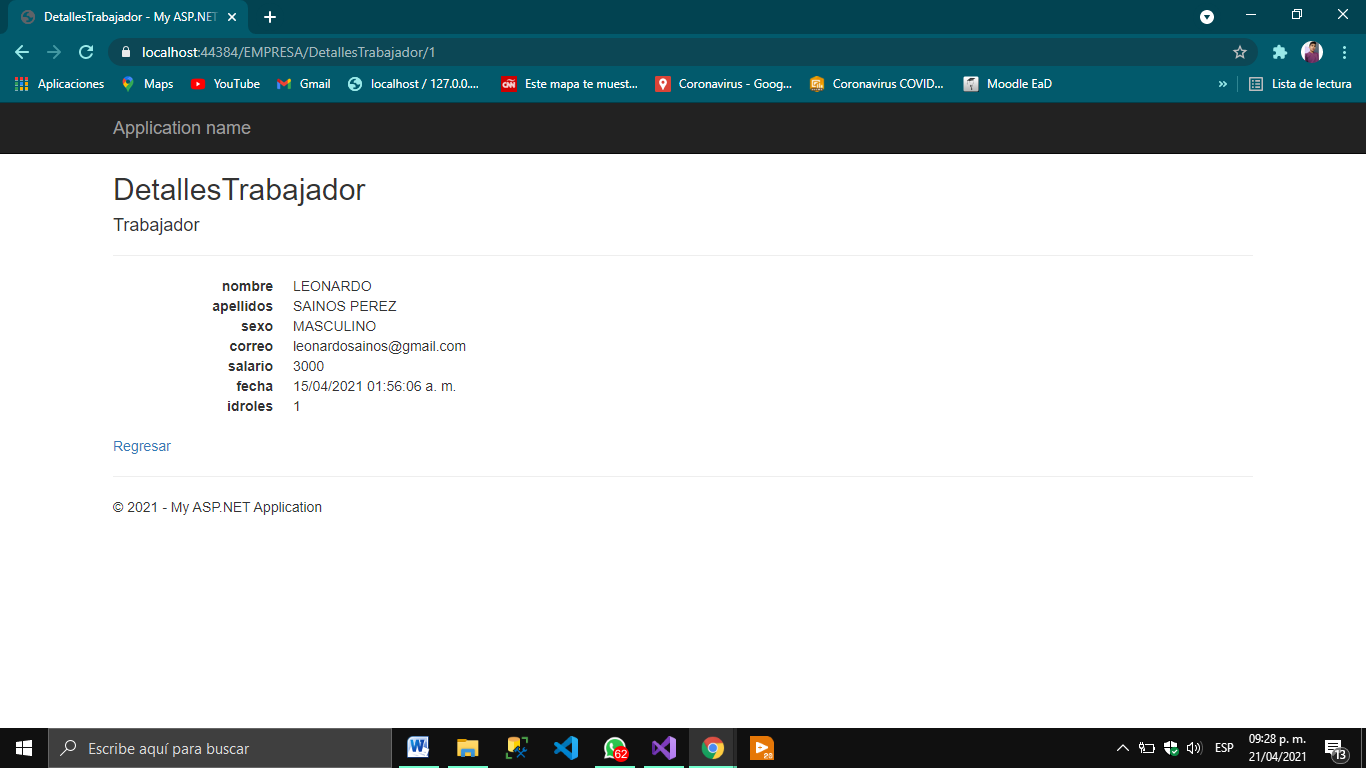 DetallesTrabajador - My ASP.NET
localhost:44384/EMPRESA/DetallesTrabajador/1
Aplicaciones
Maps
YouTube
Gmail
localhost / 127.0.0....
CNN
Este mapa te muest...
Coronavirus - Goog...
Coronavirus COVID...
Moodle EaD
»
Lista de lectura
Application name
DetallesTrabajador
Trabajador
nombre LEONARDO
apellidos SAINOS PEREZ
sexo MASCULINO
correo leonardosainos@gmail.com
salario 3000
fecha 15/04/2021 01:56:06 a. m.
idroles 1
Regresar
© 2021 - My ASP.NET Application
Escribe aquí para buscar
W
62
29
ESP
09:28 p. m.
21/04/2021
13